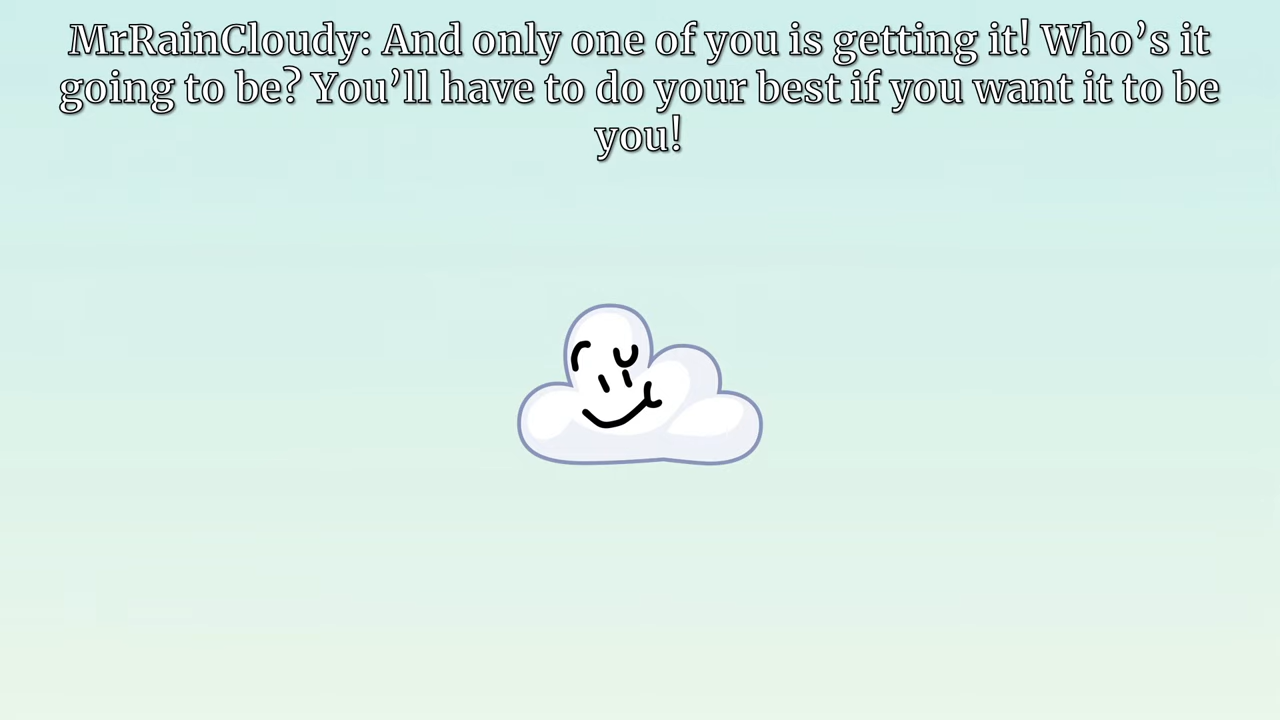 MrRainCloudy: And only one of you is getting it! Who’s it
going to be? You’ll have to do your best if you want it to be
you!